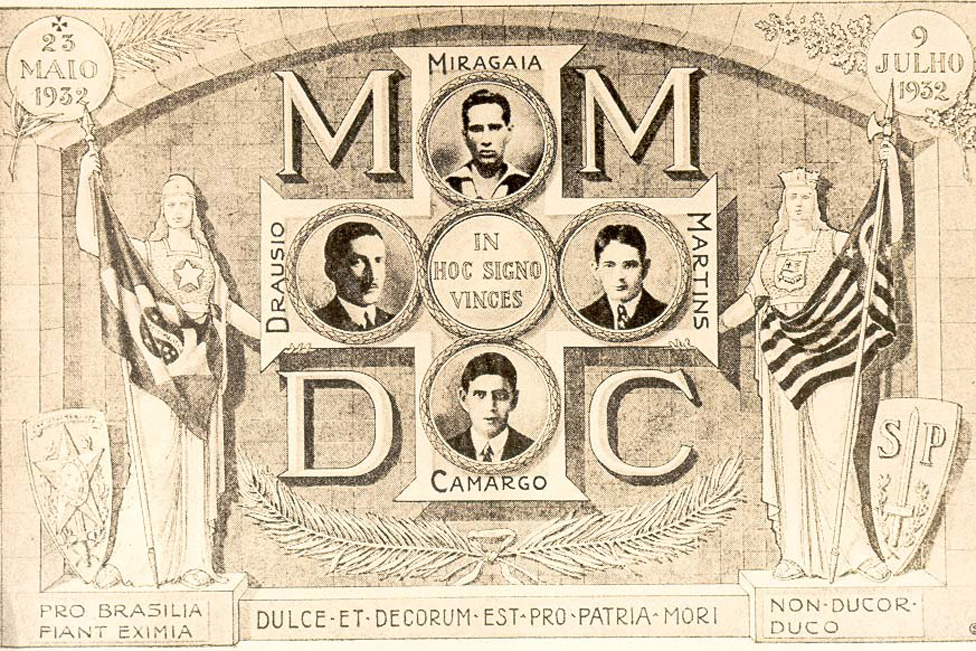 23
MAIO
1932
9
JULHO
1932
M
MIRAGAIA
M
DRAUSIO
IN
HOC SIGNO
VINCES
MARTINS
D
CAMARGO
C
S P
PRO BRASILIA
FIANT EXIMIA
DULCE·ET·DECORUM·EST·PRO·PATRIA·MORI
NON·DUCOR·
DUCO